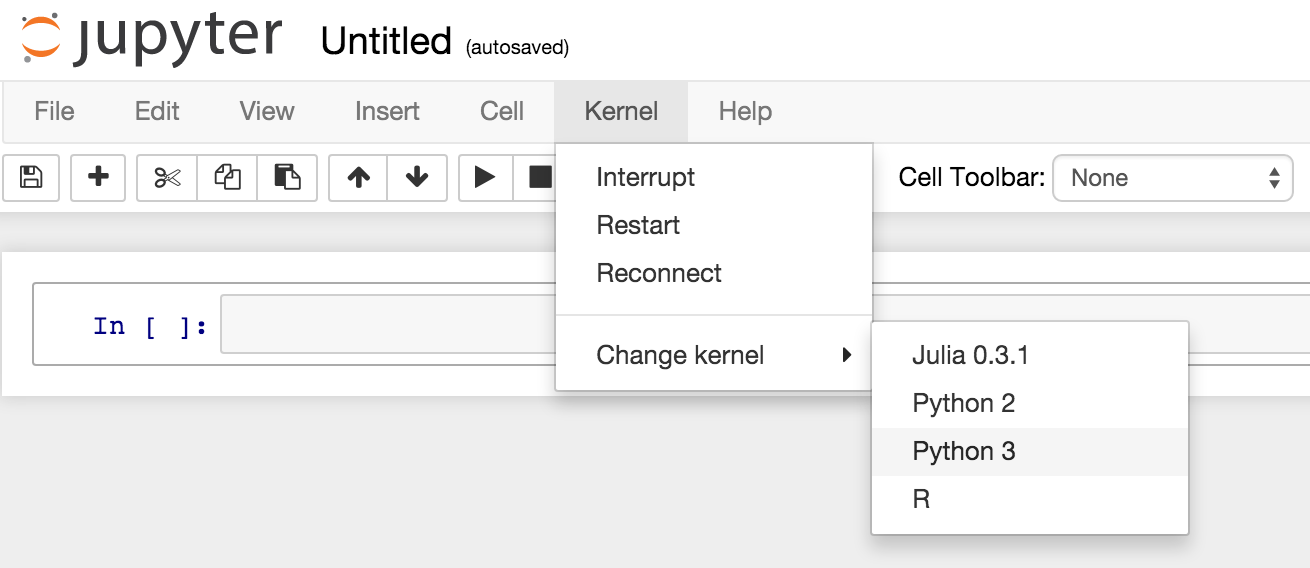 jupyter Untitled (autosaved)
File Edit View Insert Cell Kernel Help
Cell Toolbar: None
Interrupt
Restart
Reconnect
In [ ]:
Change kernel
Julia 0.3.1
Python 2
Python 3
R